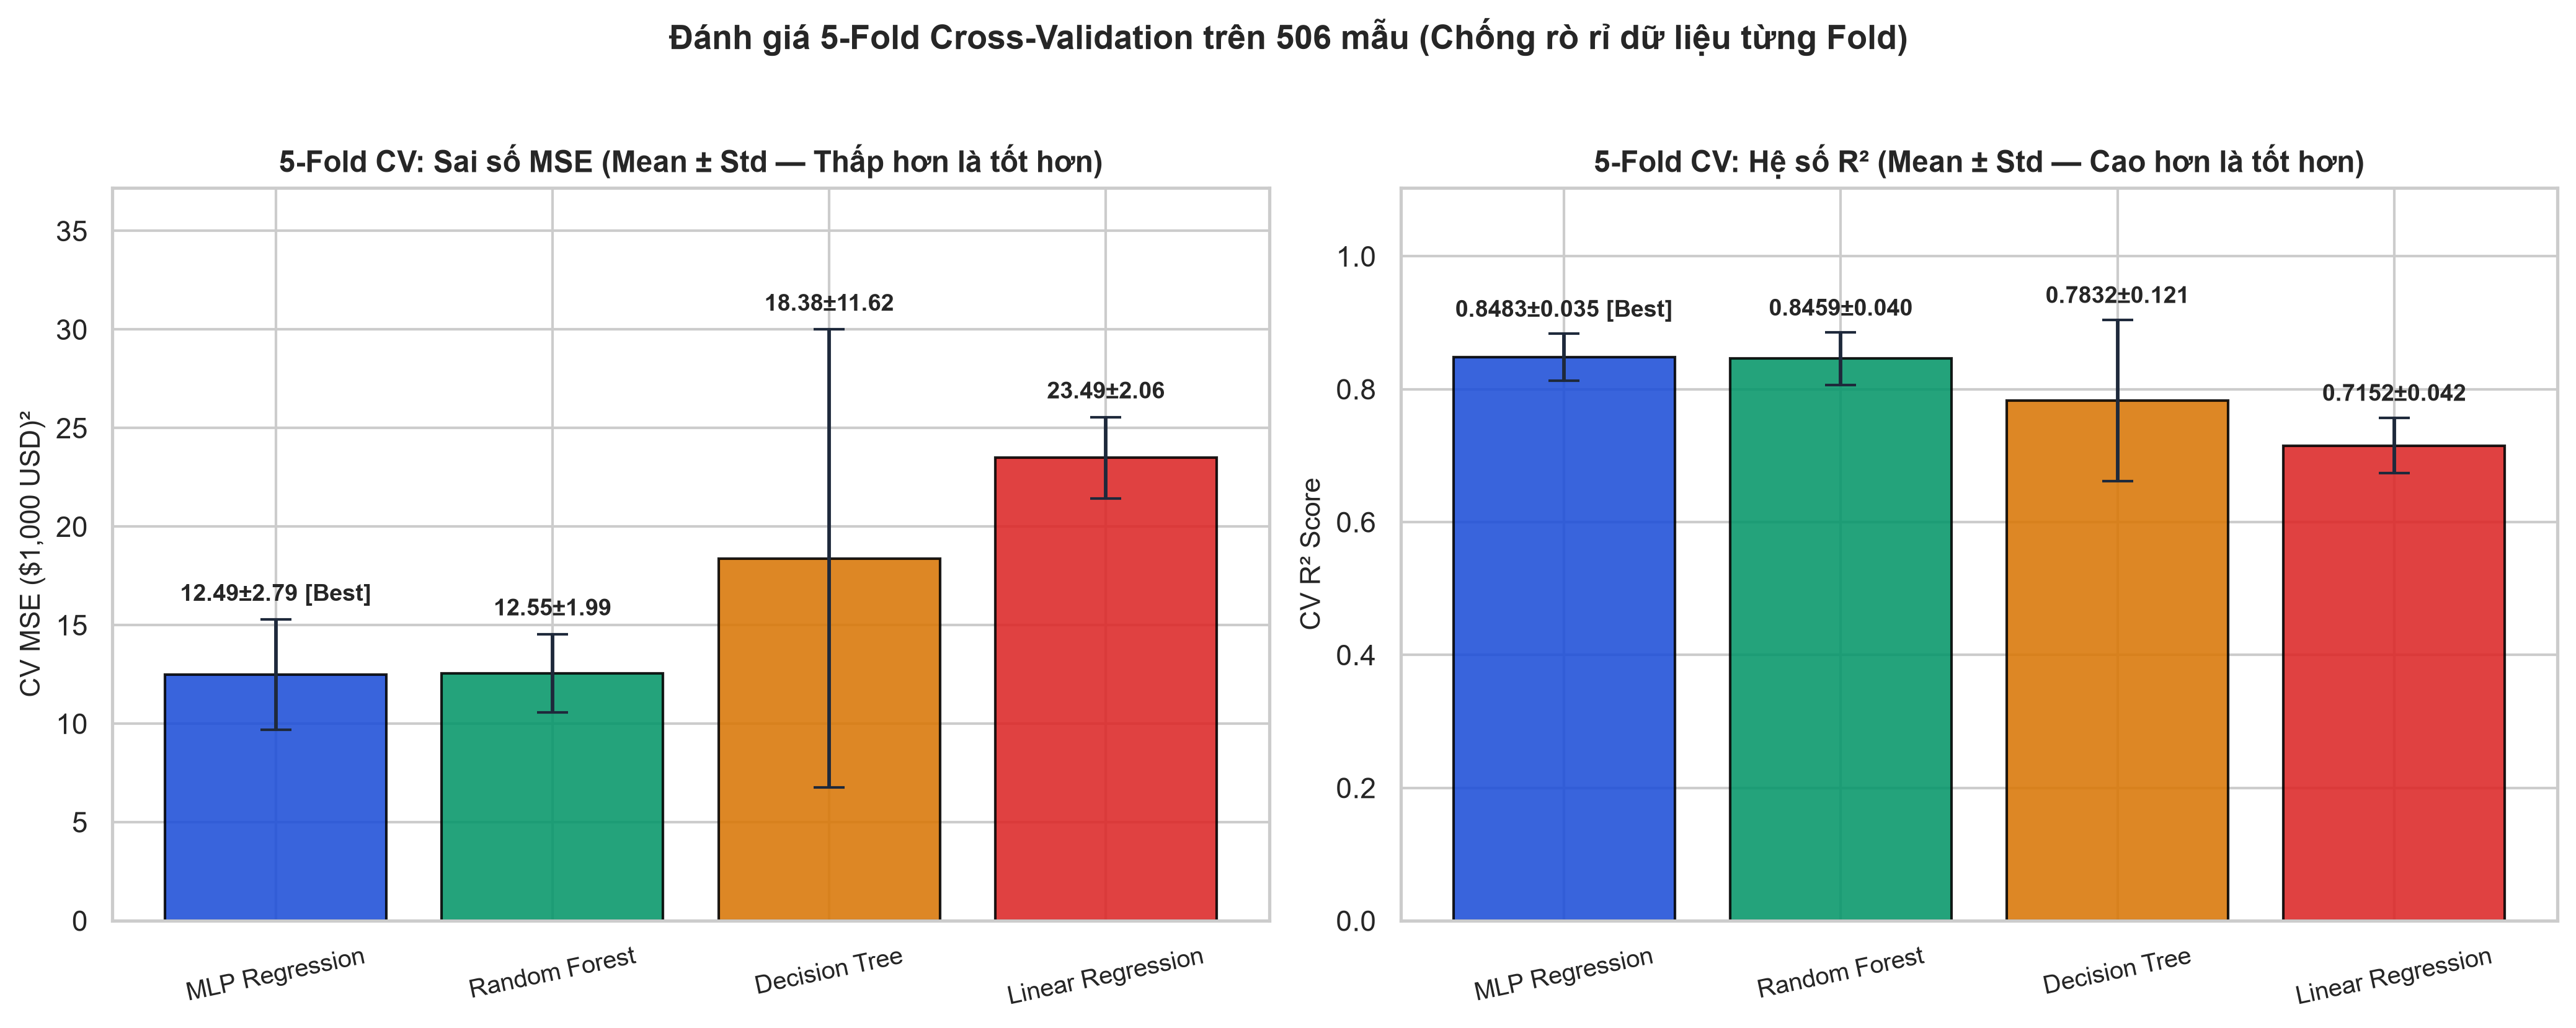 Đánh giá 5-Fold Cross-Validation trên 506 mẫu (Chống rò rỉ dữ liệu từng Fold)
5-Fold CV: Sai số MSE (Mean ± Std — Thấp hơn là tốt hơn)
CV MSE ($1,000 USD)²
35
30
25
20
15
10
5
0
12.49±2.79 [Best]
12.55±1.99
18.38±11.62
23.49±2.06
MLP Regression
Random Forest
Decision Tree
Linear Regression
5-Fold CV: Hệ số R² (Mean ± Std — Cao hơn là tốt hơn)
CV R² Score
1.0
0.8
0.6
0.4
0.2
0.0
0.8483±0.035 [Best]
0.8459±0.040
0.7832±0.121
0.7152±0.042
MLP Regression
Random Forest
Decision Tree
Linear Regression